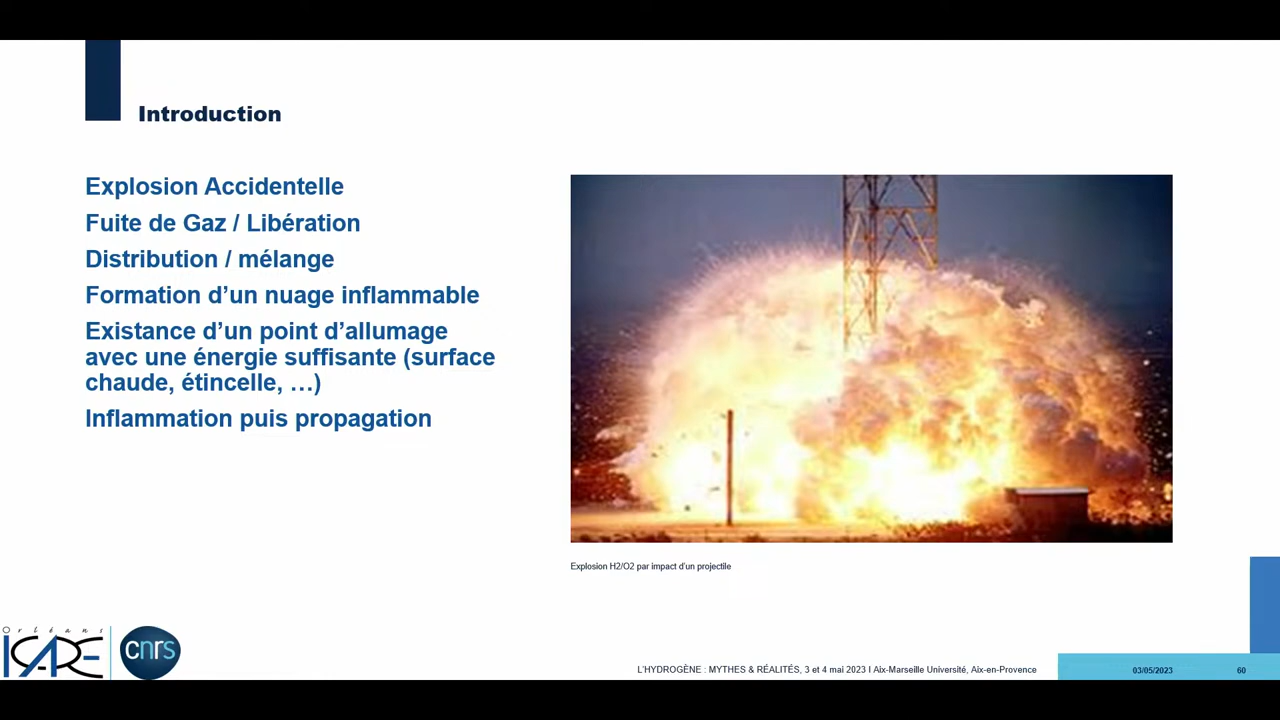 Introduction
Explosion Accidentelle
Fuite de Gaz / Libération
Distribution / mélange
Formation d’un nuage inflammable
Existance d’un point d’allumage
avec une énergie suffisante (surface
chaude, étincelle, …)
Inflammation puis propagation
Explosion H2/O2 par impact d’un projectile
Orléans
ICARE
cnrs
L’HYDROGÈNE : MYTHES & RÉALITÉS, 3 et 4 mai 2023 I Aix-Marseille Université, Aix-en-Provence
03/05/2023
60